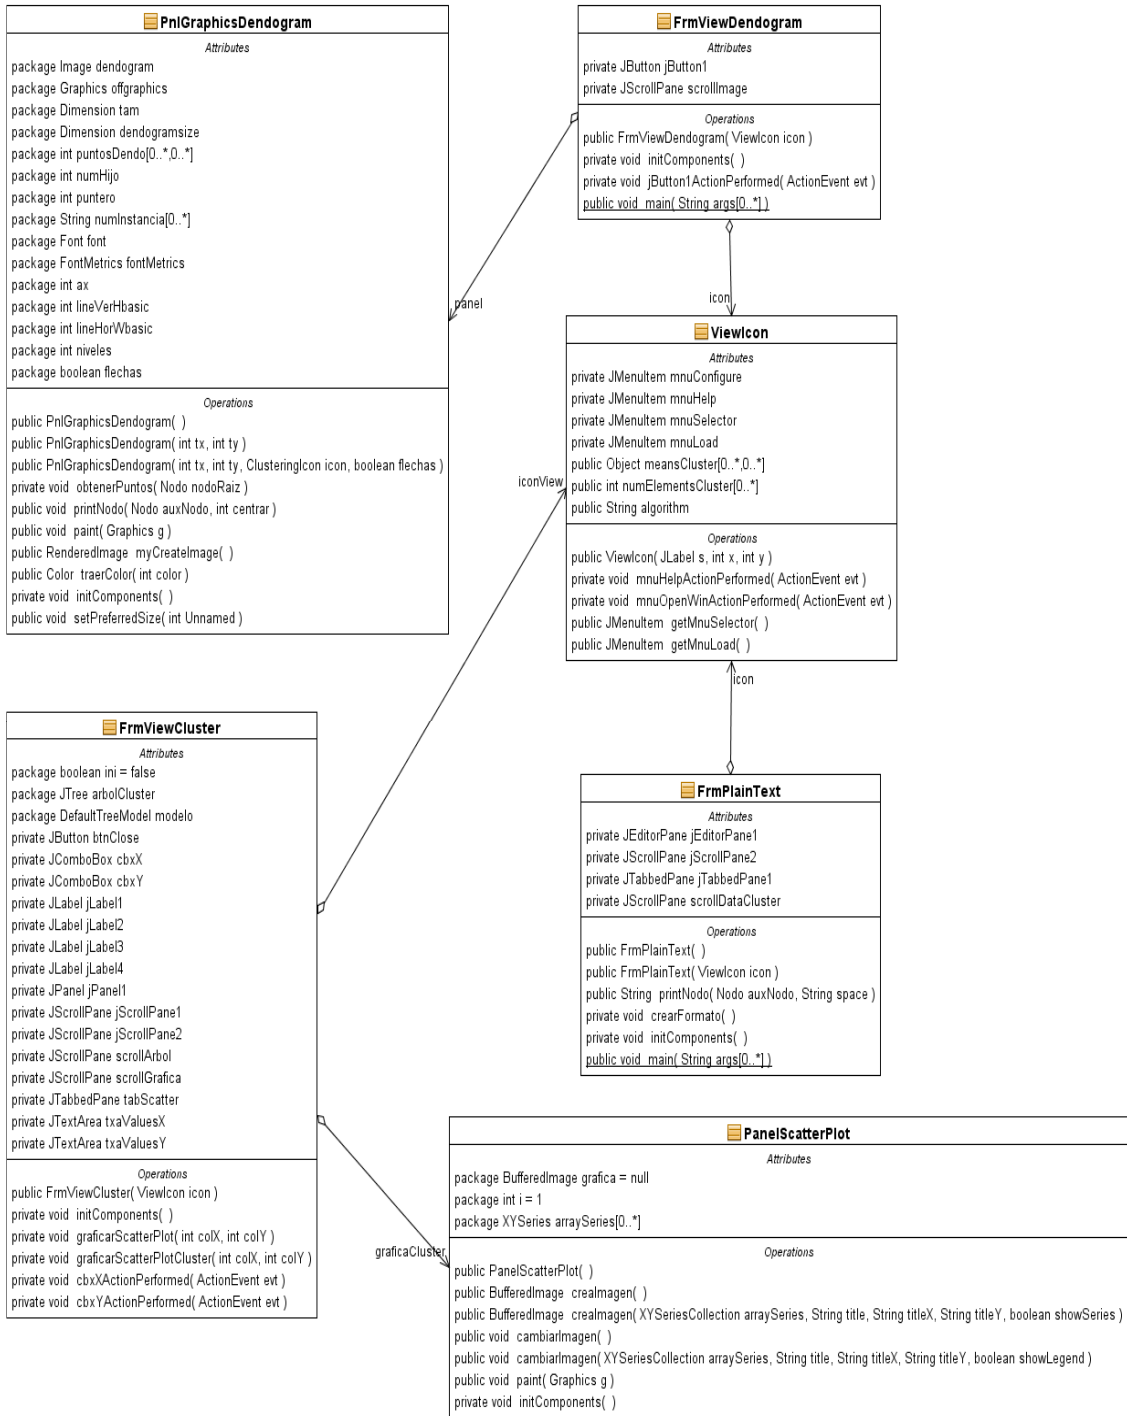 PnlGraphicsDendogram
Attributes
package Image dendogram
package Graphics offgraphics
package Dimension tam
package Dimension dendogramsize
package int puntosDendo[0..*,0..*]
package int numHijo
package int puntero
package String numInstancia[0..*]
package Font font
package FontMetrics fontMetrics
package int ax
package int lineVerHbasic
package int lineHorWbasic
package int niveles
package boolean flechas
Operations
public PnlGraphicsDendogram( )
public PnlGraphicsDendogram( int tx, int ty )
public PnlGraphicsDendogram( int tx, int ty, ClusteringIcon icon, boolean flechas )
private void obtenerPuntos( Nodo nodoRaiz )
public void printNodo( Nodo auxNodo, int centrar )
public void paint( Graphics g )
public RenderedImage myCreateImage( )
public Color traerColor( int color )
private void initComponents( )
public void setPreferredSize( int Unnamed )
FrmViewDendogram
Attributes
private JButton jButton1
private JScrollPane scrollImage
Operations
public FrmViewDendogram( ViewIcon icon )
private void initComponents( )
private void jButton1ActionPerformed( ActionEvent evt )
public void main( String args[0..*] )
panel
icon
ViewIcon
Attributes
private JMenuItem mnuConfigure
private JMenuItem mnuHelp
private JMenuItem mnuSelector
private JMenuItem mnuLoad
public Object meansCluster[0..*,0..*]
public int numElementsCluster[0..*]
public String algorithm
Operations
public ViewIcon( JLabel s, int x, int y )
private void mnuHelpActionPerformed( ActionEvent evt )
private void mnuOpenWinActionPerformed( ActionEvent evt )
public JMenuItem getMnuSelector( )
public JMenuItem getMnuLoad( )
iconView
icon
FrmViewCluster
Attributes
package boolean ini = false
package JTree arbolCluster
package DefaultTreeModel modelo
private JButton btnClose
private JComboBox cbxX
private JComboBox cbxY
private JLabel jLabel1
private JLabel jLabel2
private JLabel jLabel3
private JLabel jLabel4
private JPanel jPanel1
private JScrollPane jScrollPane1
private JScrollPane jScrollPane2
private JScrollPane scrollArbol
private JScrollPane scrollGrafica
private JTabbedPane tabScatter
private JTextArea txaValuesX
private JTextArea txaValuesY
Operations
public FrmViewCluster( ViewIcon icon )
private void initComponents( )
private void graficarScatterPlot( int colX, int colY )
private void graficarScatterPlotCluster( int colX, int colY )
private void cbxXActionPerformed( ActionEvent evt )
private void cbxYActionPerformed( ActionEvent evt )
FrmPlainText
Attributes
private JEditorPane jEditorPane1
private JScrollPane jScrollPane2
private JTabbedPane jTabbedPane1
private JScrollPane scrollDataCluster
Operations
public FrmPlainText( )
public FrmPlainText( ViewIcon icon )
public String printNodo( Nodo auxNodo, String space )
private void crearFormato( )
private void initComponents( )
public void main( String args[0..*] )
graficaCluster
PanelScatterPlot
Attributes
package BufferedImage grafica = null
package int i = 1
package XYSeries arraySeries[0..*]
Operations
public PanelScatterPlot( )
public BufferedImage creaImagen( )
public BufferedImage creaImagen( XYSeriesCollection arraySeries, String title, String titleX, String titleY, boolean showSeries )
public void cambiarImagen( )
public void cambiarImagen( XYSeriesCollection arraySeries, String title, String titleX, String titleY, boolean showLegend )
public void paint( Graphics g )
private void initComponents( )